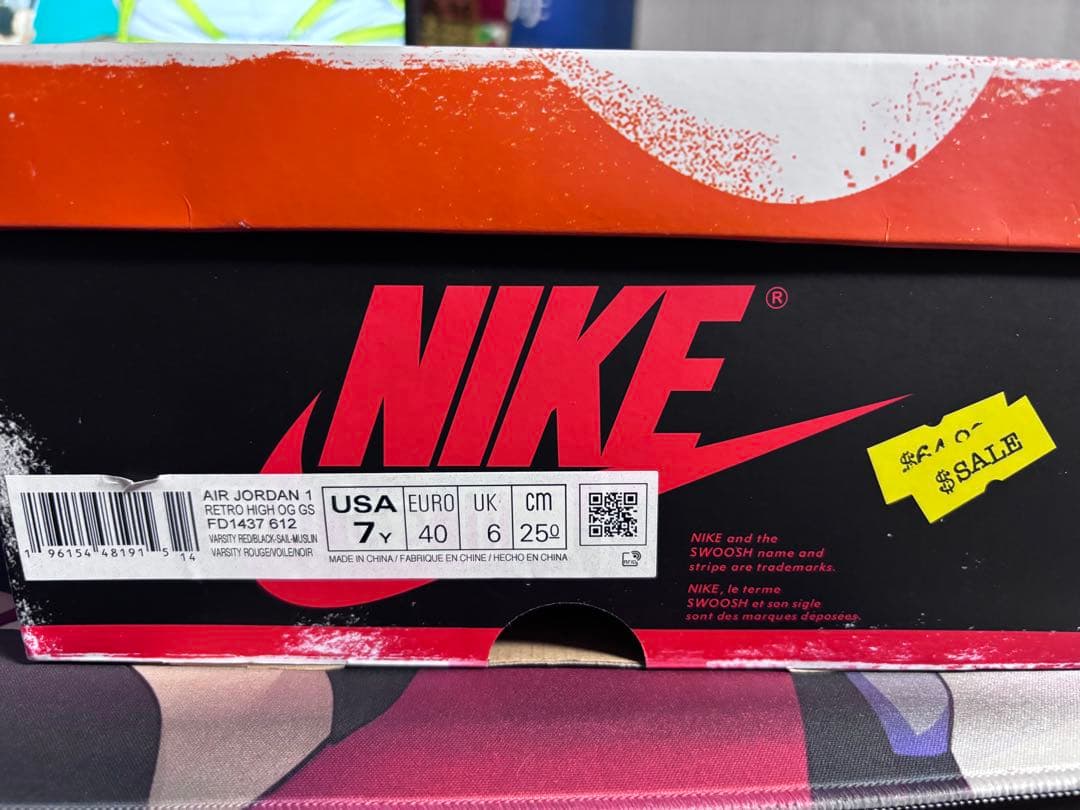 NIKE®
$SALE
AIR JORDAN 1
RETRO HIGH OG GS
FD1437 612
VARSITY RED/BLACK-SAIL-MUSLIN
VARSITY ROUGE/VOILE/NOIR
1 96154 48191 5 14
USA
7Y
EURO
40
UK
6
cm
25⁰
MADE IN CHINA / FABRIQUE EN CHINE / HECHO EN CHINA
NIKE and the
SWOOSH name and
stripe are trademarks.
NIKE, le terme
SWOOSH et son sigle
sont des marques déposées.